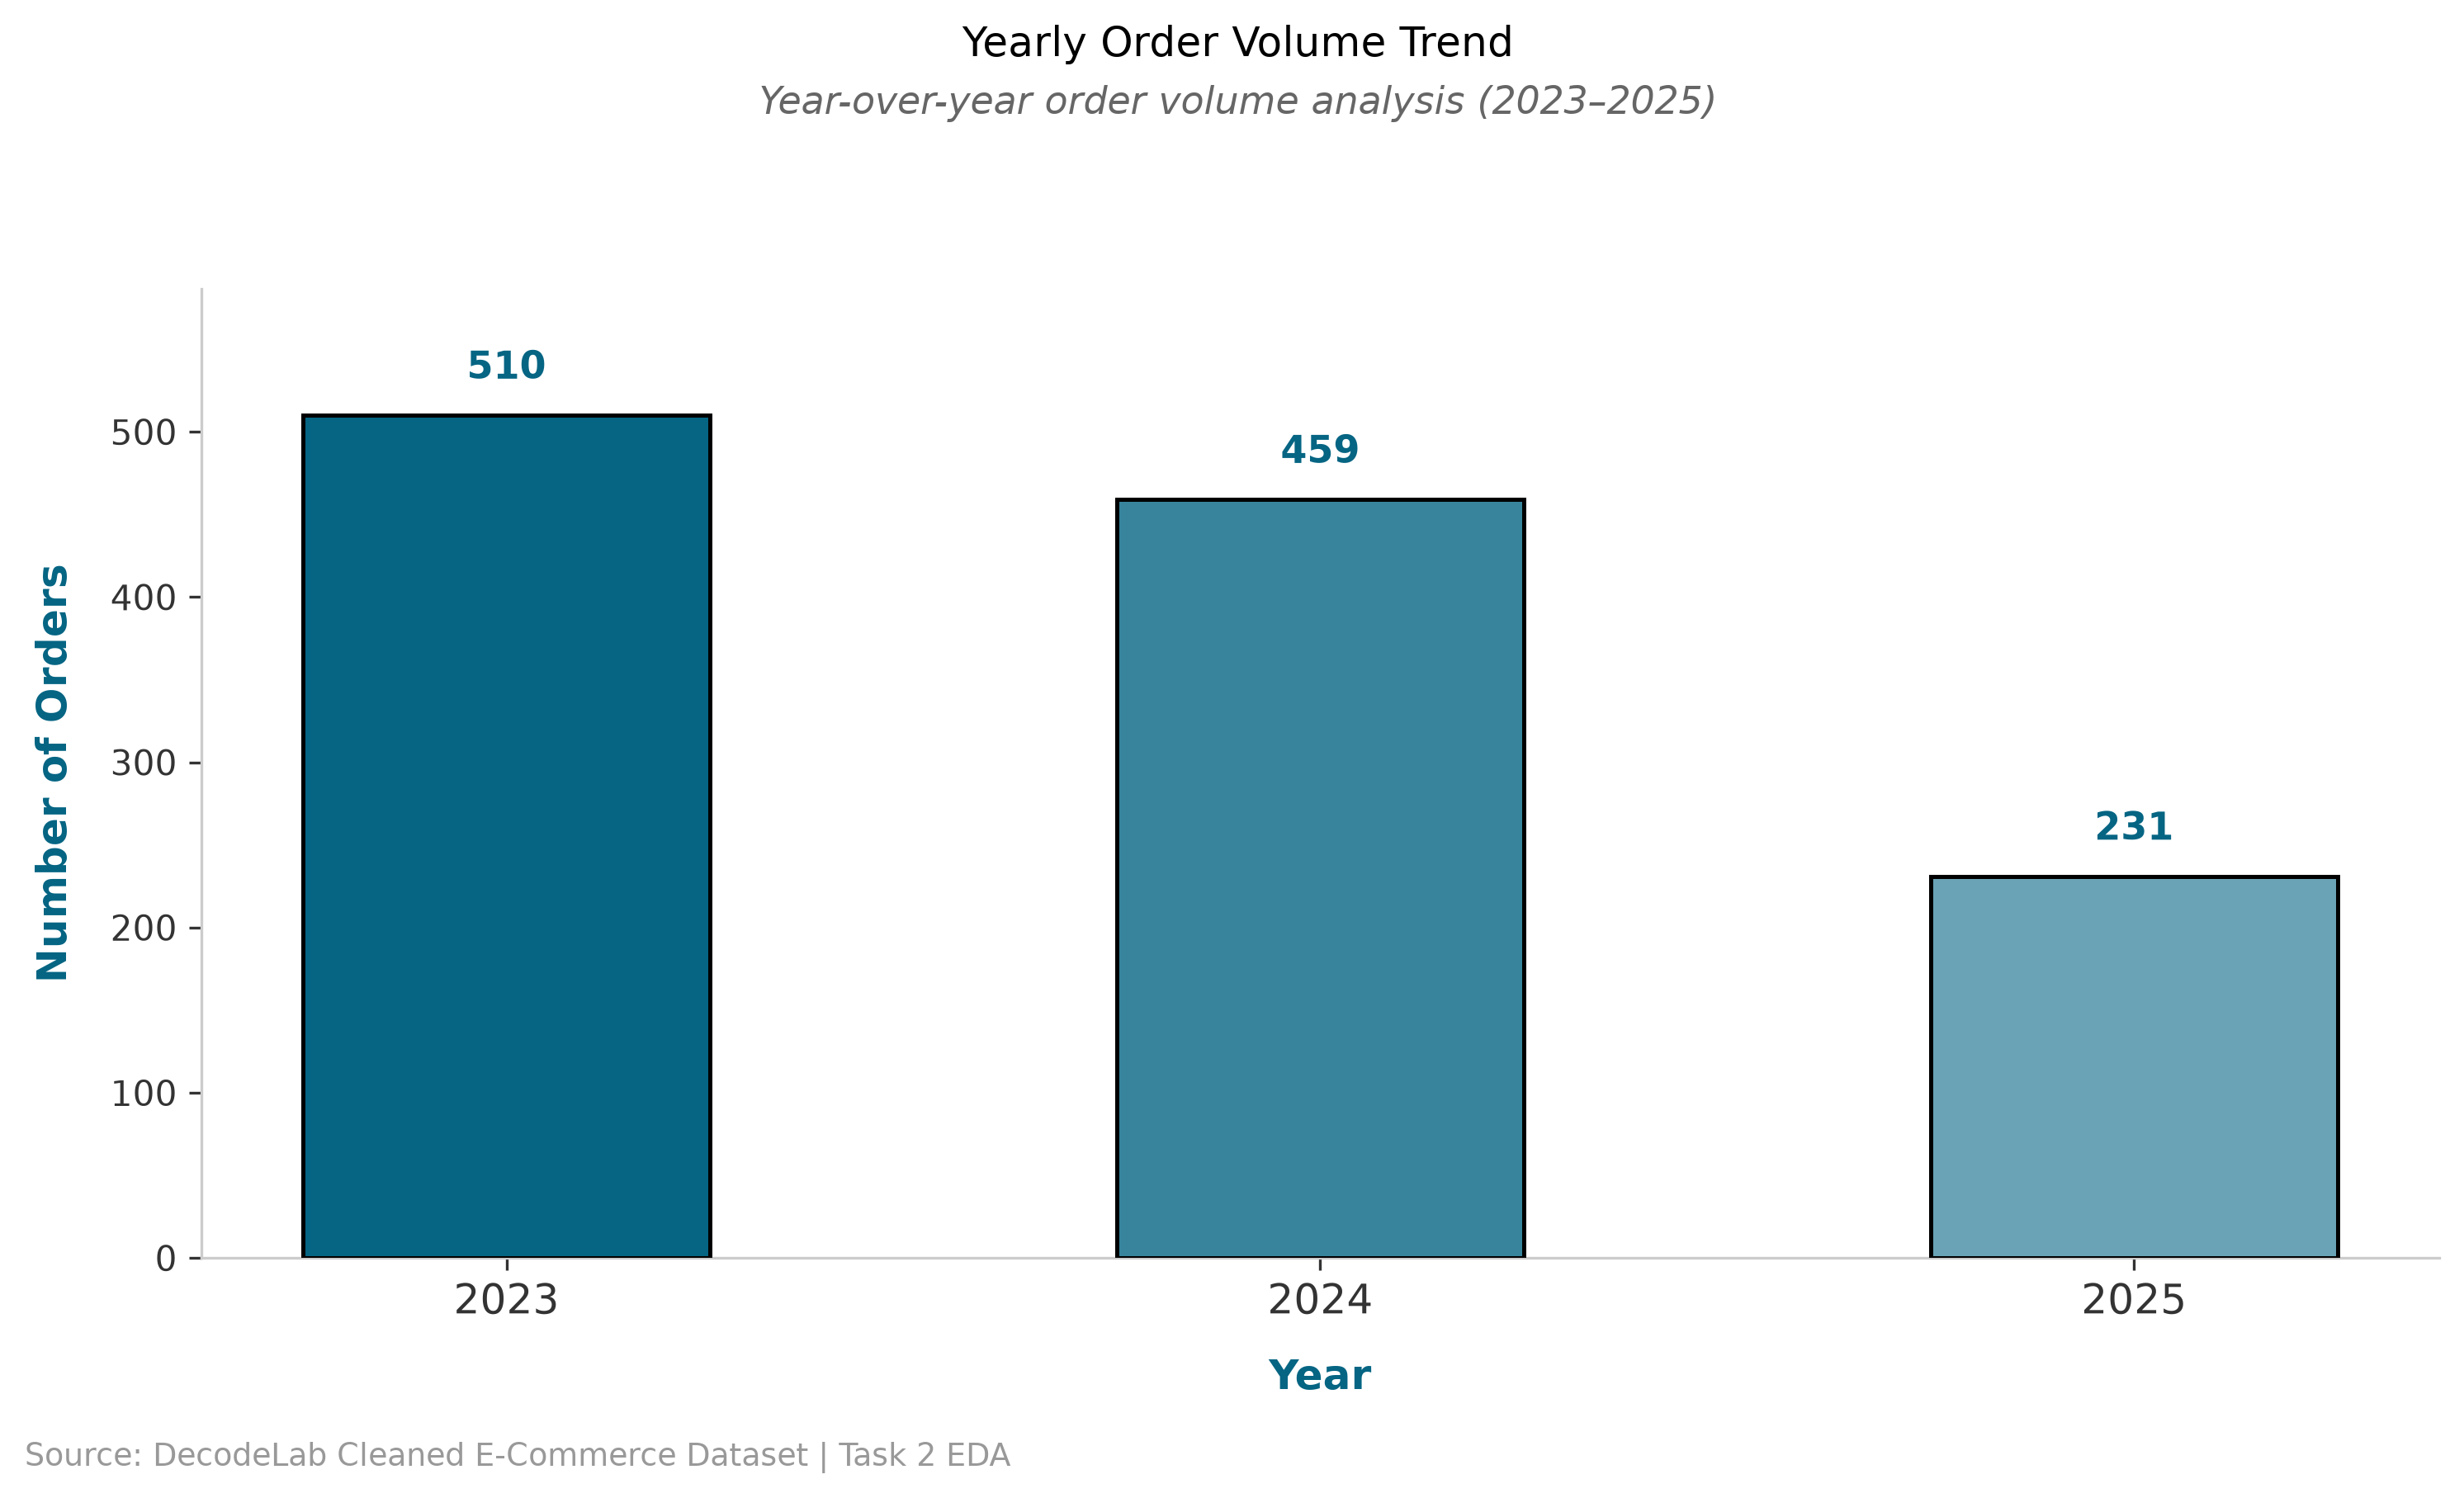 Yearly Order Volume Trend
Year-over-year order volume analysis (2023–2025)
510
459
231
Number of Orders
500
400
300
200
100
0
2023
2024
2025
Year
Source: DecodeLab Cleaned E-Commerce Dataset | Task 2 EDA